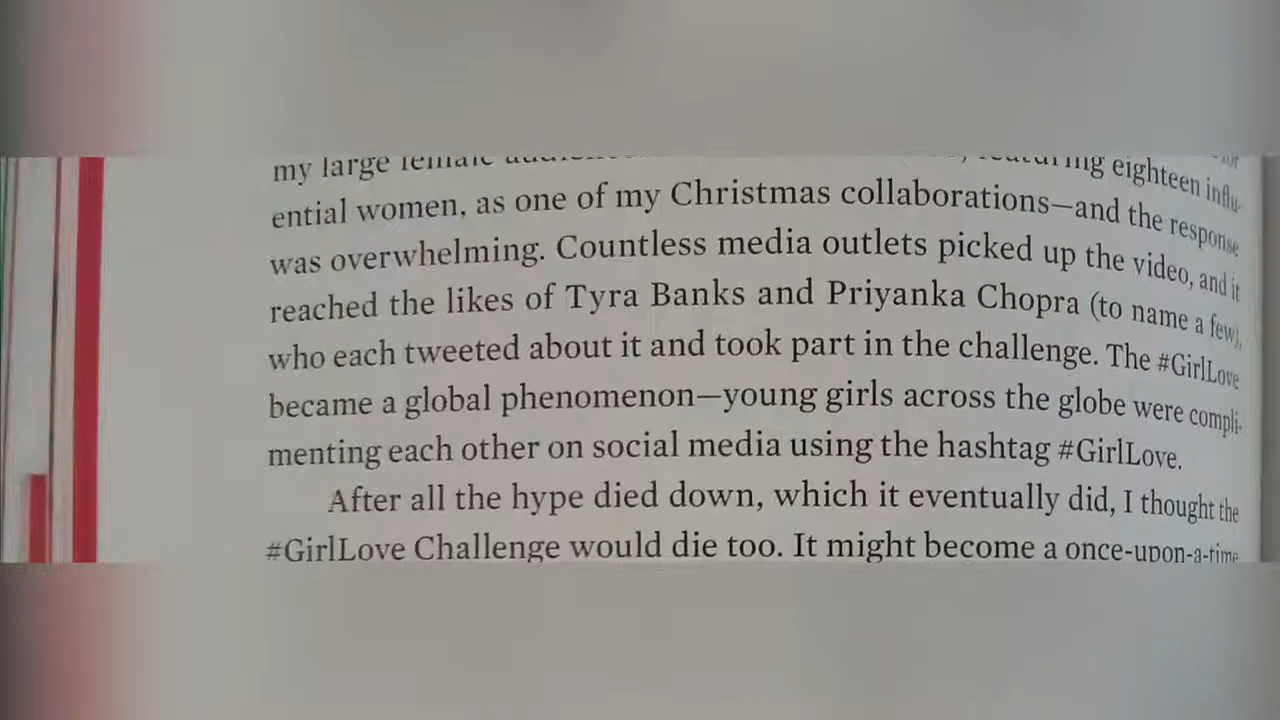 my large female featuring eighteen influ-
ential women, as one of my Christmas collaborations—and the response
was overwhelming. Countless media outlets picked up the video, and it
reached the likes of Tyra Banks and Priyanka Chopra (to name a few),
who each tweeted about it and took part in the challenge. The #GirlLove
became a global phenomenon—young girls across the globe were compli-
menting each other on social media using the hashtag #GirlLove.
After all the hype died down, which it eventually did, I thought the
#GirlLove Challenge would die too. It might become a once-upon-a-time